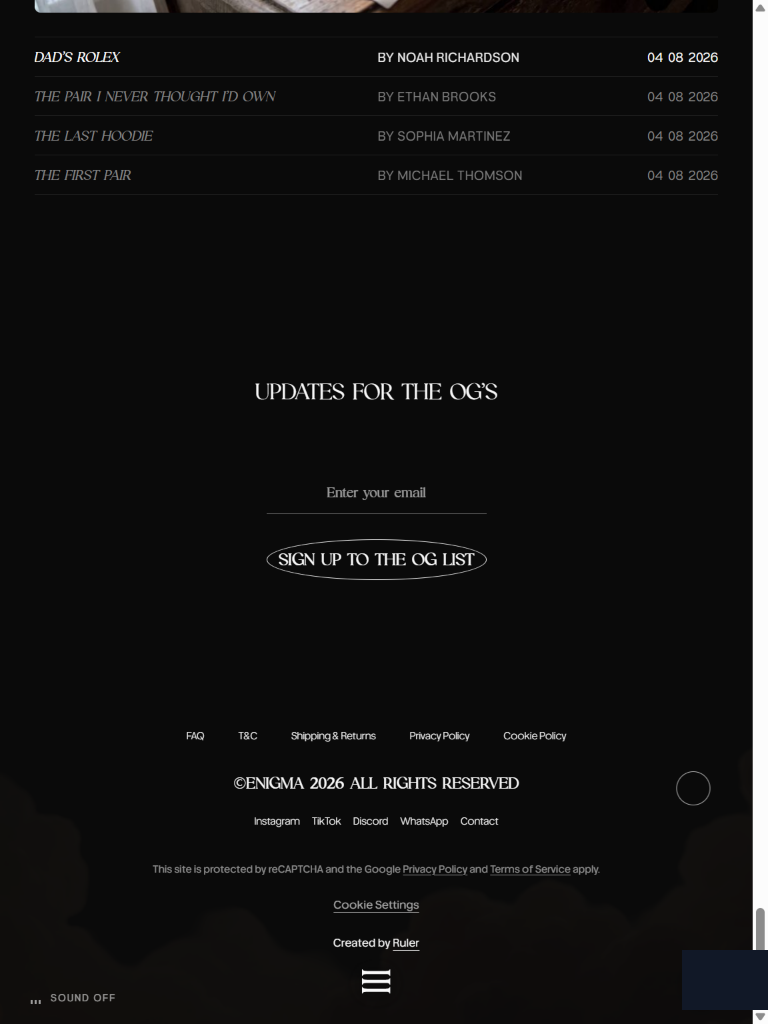 DAD'S ROLEX BY NOAH RICHARDSON 04 08 2026
THE PAIR I NEVER THOUGHT I'D OWN BY ETHAN BROOKS 04 08 2026
THE LAST HOODIE BY SOPHIA MARTINEZ 04 08 2026
THE FIRST PAIR BY MICHAEL THOMSON 04 08 2026
UPDATES FOR THE OG'S
Enter your email
SIGN UP TO THE OG LIST
FAQ T&C Shipping & Returns Privacy Policy Cookie Policy
©ENIGMA 2026 ALL RIGHTS RESERVED
Instagram TikTok Discord WhatsApp Contact
This site is protected by reCAPTCHA and the Google Privacy Policy and Terms of Service apply.
Cookie Settings
Created by Ruler
SOUND OFF